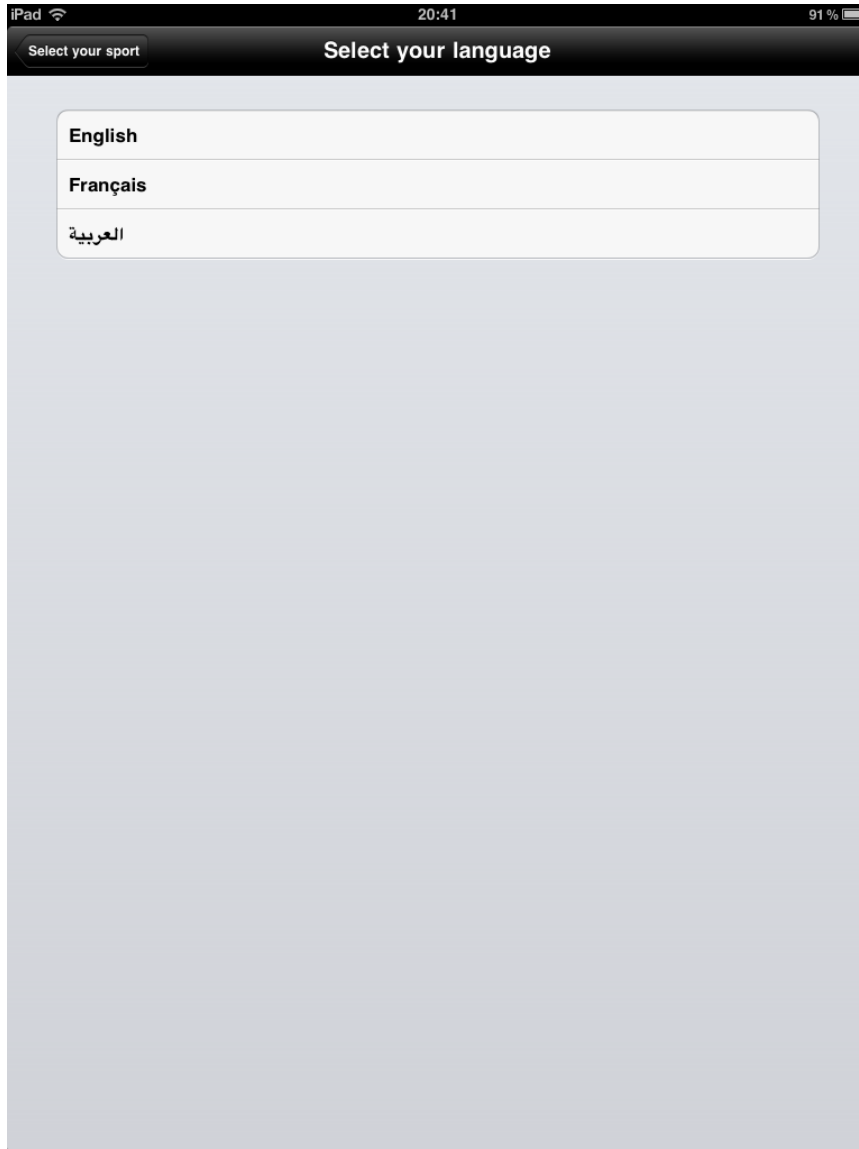 iPad 20:41 91 %
Select your sport Select your language
English
Français
العربية